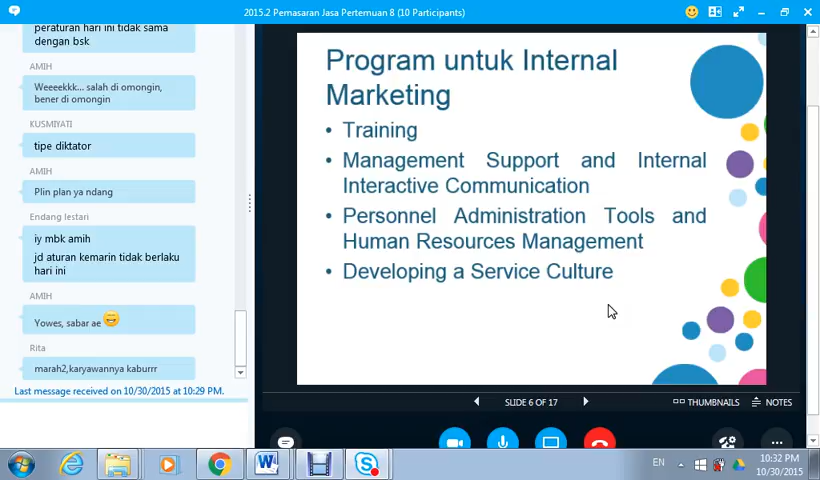 2015.2 Pemasaran Jasa Pertemuan 8 (10 Participants)
peraturan hari ini tidak sama
dengan bsk
AMIH
Weeeekkk... salah di omongin,
bener di omongin
KUSMIYATI
tipe diktator
AMIH
Plin plan ya ndang
Endang lestari
iy mbk amih
jd aturan kemarin tidak berlaku
hari ini
AMIH
Yowes, sabar ae
Rita
marah2,karyawannya kaburrr
Last message received on 10/30/2015 at 10:29 PM.
Program untuk Internal
Marketing
• Training
• Management Support and Internal
Interactive Communication
• Personnel Administration Tools and
Human Resources Management
• Developing a Service Culture
SLIDE 6 OF 17
THUMBNAILS
NOTES
EN
10:32 PM
10/30/2015